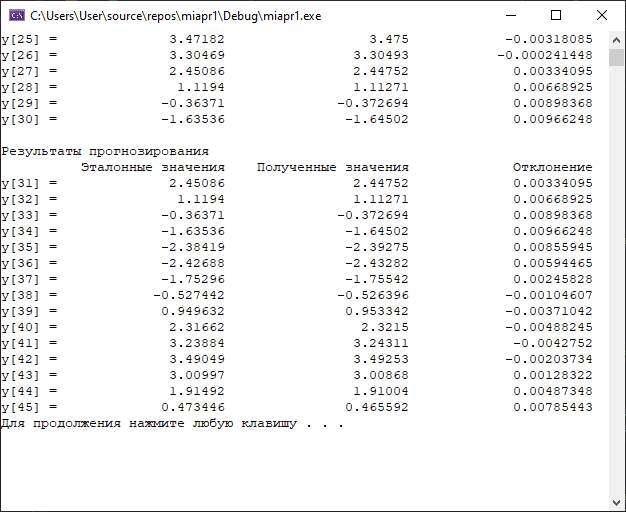 C:\Users\User\source\repos\miapr1\Debug\miapr1.exe
y[25] = 3.47182 3.475 -0.00318085
y[26] = 3.30469 3.30493 -0.000241448
y[27] = 2.45086 2.44752 0.00334095
y[28] = 1.1194 1.11271 0.00668925
y[29] = -0.36371 -0.372694 0.00898368
y[30] = -1.63536 -1.64502 0.00966248
Результаты прогнозирования
Эталонные значения Полученные значения Отклонение
y[31] = 2.45086 2.44752 0.00334095
y[32] = 1.1194 1.11271 0.00668925
y[33] = -0.36371 -0.372694 0.00898368
y[34] = -1.63536 -1.64502 0.00966248
y[35] = -2.38419 -2.39275 0.00855945
y[36] = -2.42688 -2.43282 0.00594465
y[37] = -1.75296 -1.75542 0.00245828
y[38] = -0.527442 -0.526396 -0.00104607
y[39] = 0.949632 0.953342 -0.00371042
y[40] = 2.31662 2.3215 -0.00488245
y[41] = 3.23884 3.24311 -0.0042752
y[42] = 3.49049 3.49253 -0.00203734
y[43] = 3.00997 3.00868 0.00128322
y[44] = 1.91492 1.91004 0.00487348
y[45] = 0.473446 0.465592 0.00785443
Для продолжения нажмите любую клавишу . . .